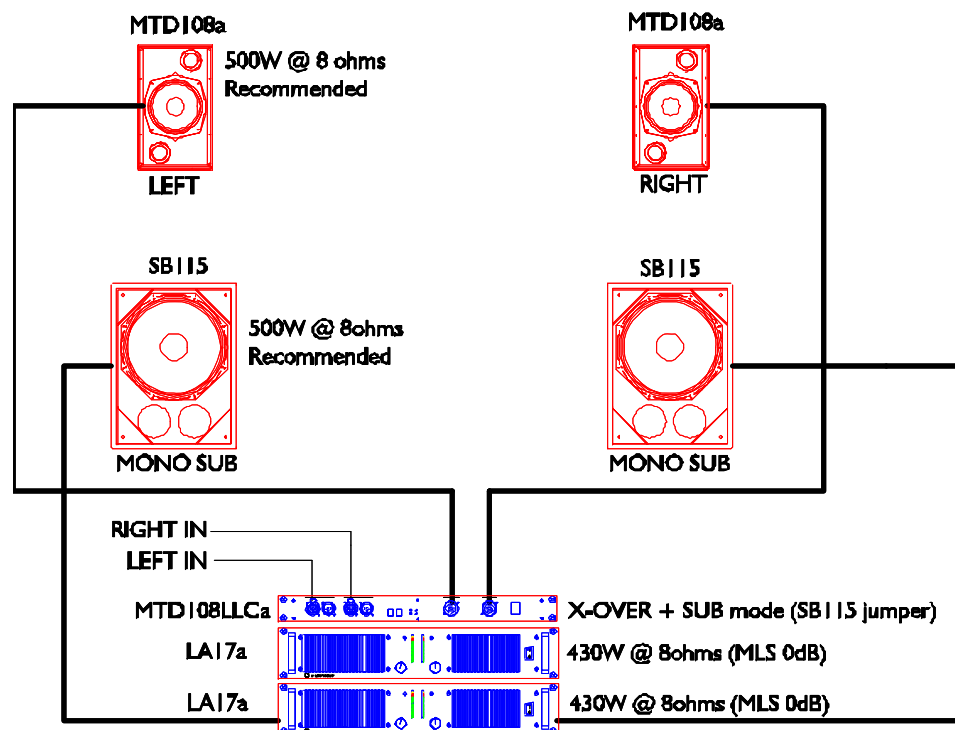 MTD108a
MTD108a
500W @ 8 ohms
Recommended
LEFT
RIGHT
SB115
SB115
500W @ 8ohms
Recommended
MONO SUB
MONO SUB
RIGHT IN
LEFT IN
MTD108LLCa
X-OVER + SUB mode (SB115 jumper)
LA17a
430W @ 8ohms (MLS 0dB)
LA17a
430W @ 8ohms (MLS 0dB)